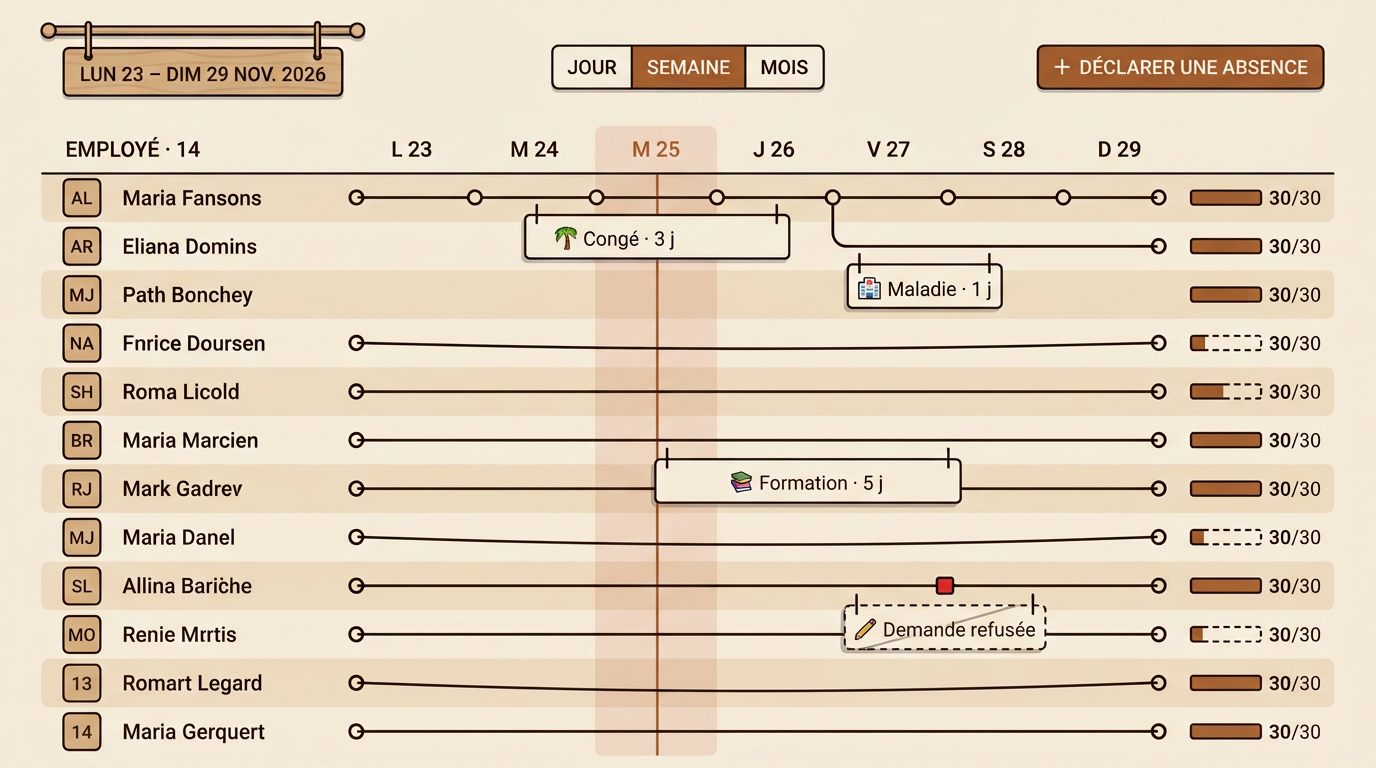 LUN 23 – DIM 29 NOV. 2026
JOUR SEMAINE MOIS
+ DÉCLARER UNE ABSENCE
EMPLOYÉ · 14 L 23 M 24 M 25 J 26 V 27 S 28 D 29
AL Maria Fansons 30/30
🌴 Congé · 3 j
AR Eliana Domins 30/30
🏥 Maladie · 1 j
MJ Path Bonchey 30/30
NA Fnrice Doursen 30/30
SH Roma Licold 30/30
BR Maria Marcien 30/30
📚 Formation · 5 j
RJ Mark Gadrev 30/30
MJ Maria Danel 30/30
SL Allina Bariche 30/30
✏️ Demande refusée
MO Renie Mrrtis 30/30
13 Romart Legard 30/30
14 Maria Gerquert 30/30